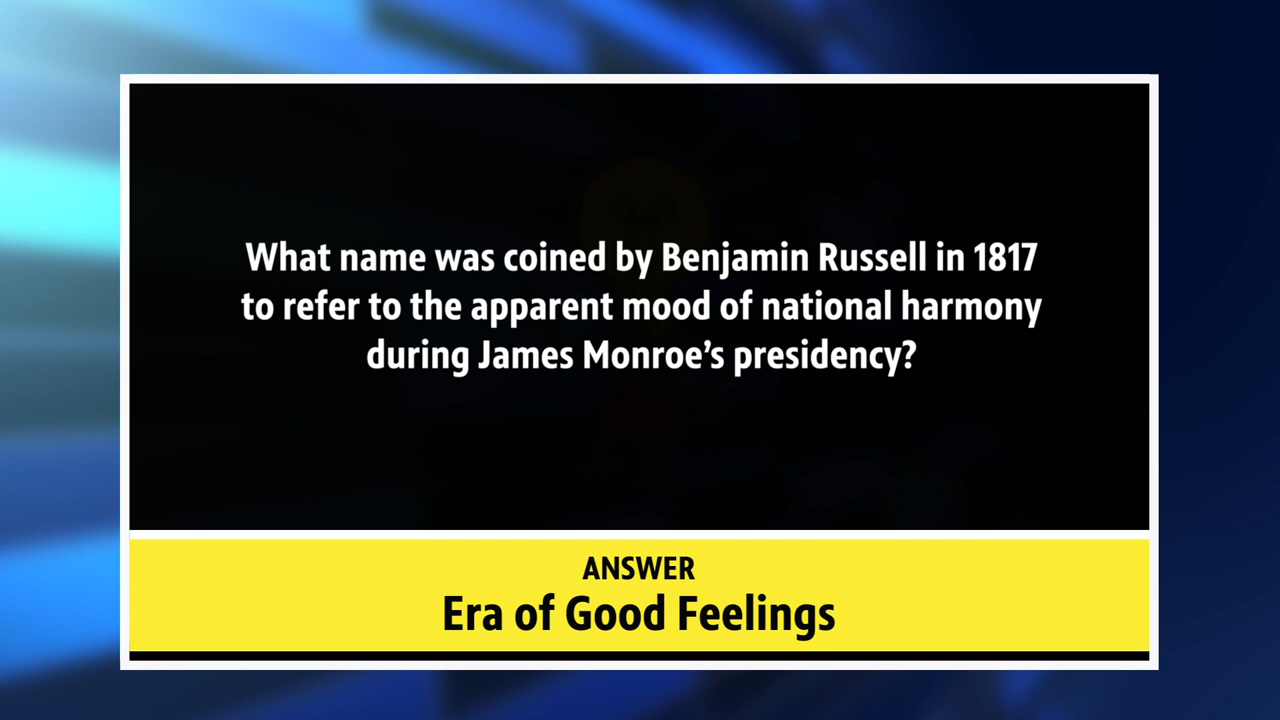 What name was coined by Benjamin Russell in 1817
to refer to the apparent mood of national harmony
during James Monroe’s presidency?
ANSWER
Era of Good Feelings